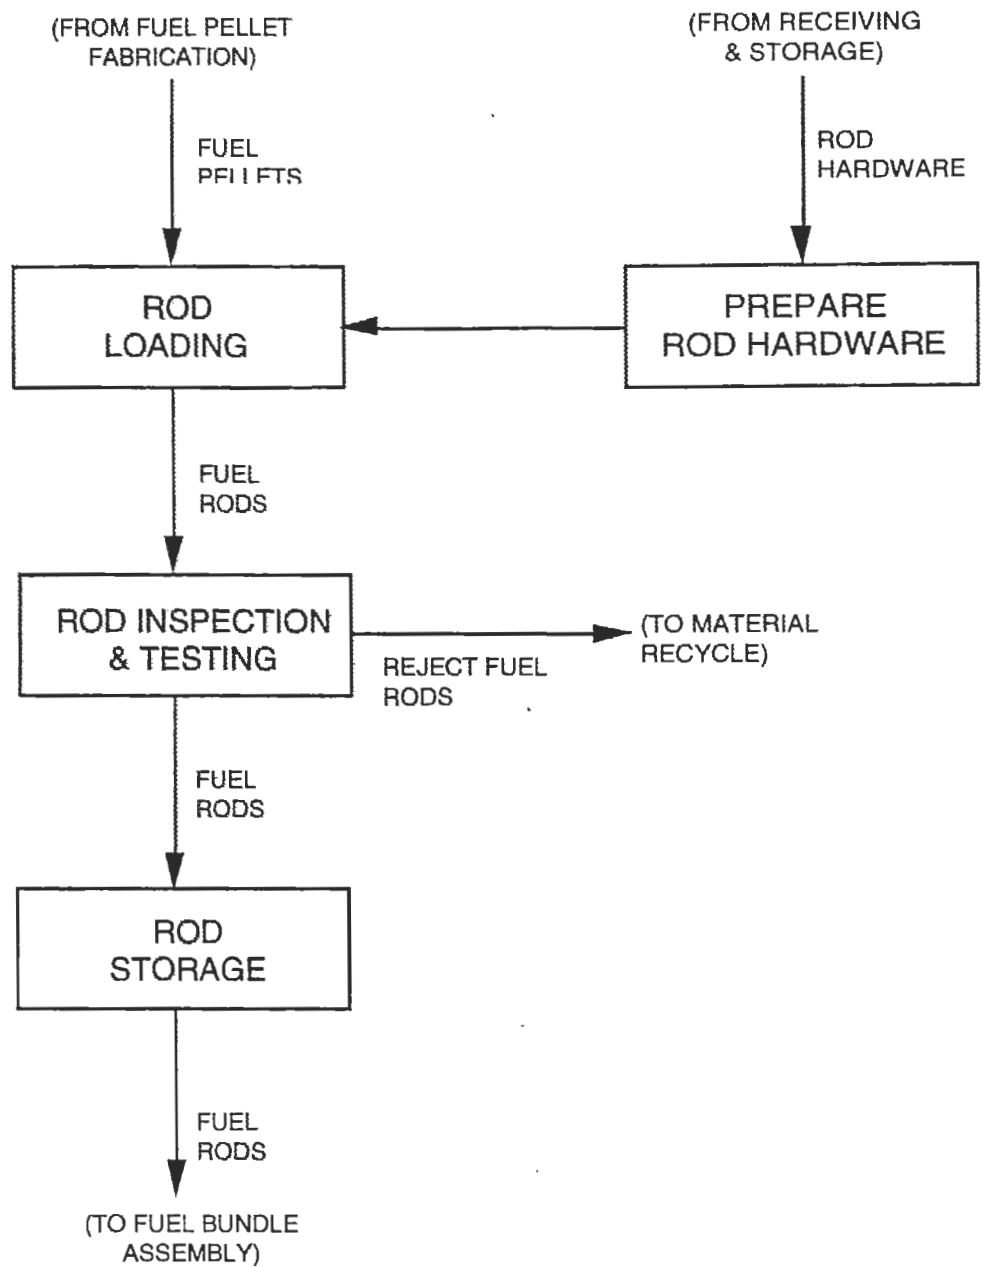 (FROM FUEL PELLET
FABRICATION)
(FROM RECEIVING
& STORAGE)
FUEL
PELLETS
ROD
HARDWARE
ROD
LOADING
PREPARE
ROD HARDWARE
FUEL
RODS
ROD INSPECTION
& TESTING
(TO MATERIAL
RECYCLE)
REJECT FUEL
RODS
FUEL
RODS
ROD
STORAGE
FUEL
RODS
(TO FUEL BUNDLE
ASSEMBLY)